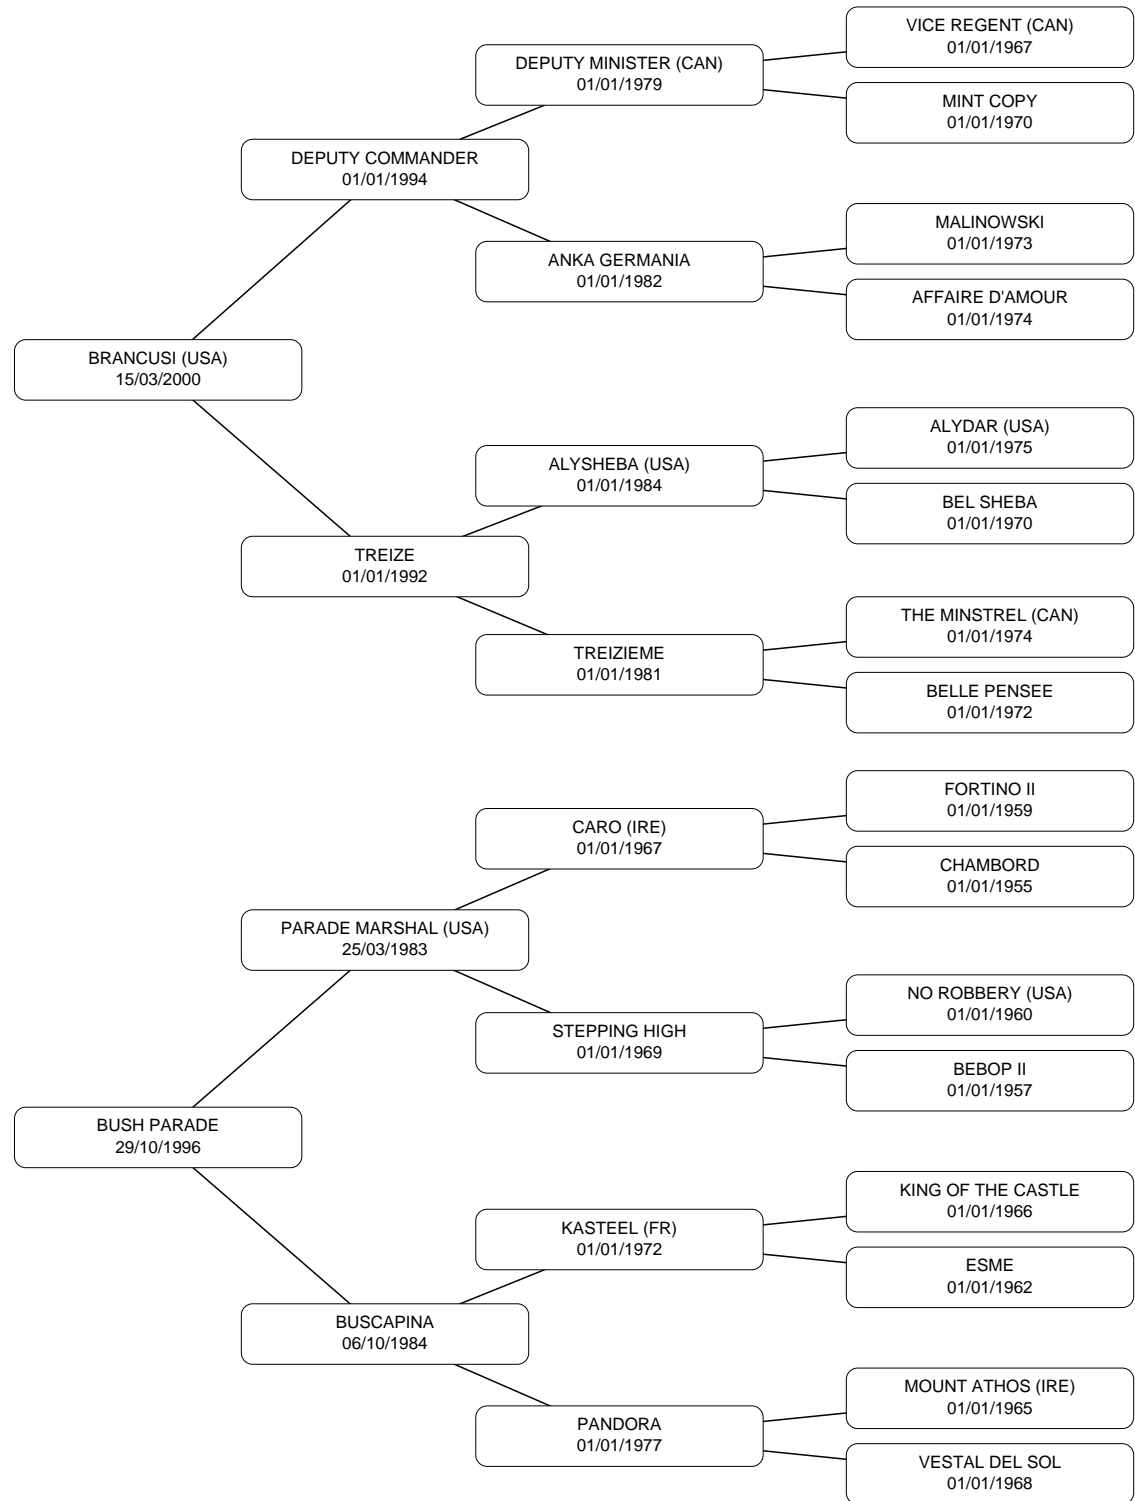 VICE REGENT (CAN)
01/01/1967
DEPUTY MINISTER (CAN)
01/01/1979
MINT COPY
01/01/1970
DEPUTY COMMANDER
01/01/1994
MALINOWSKI
01/01/1973
ANKA GERMANIA
01/01/1982
AFFAIRE D'AMOUR
01/01/1974
BRANCUSI (USA)
15/03/2000
ALYDAR (USA)
01/01/1975
ALYSHEBA (USA)
01/01/1984
BEL SHEBA
01/01/1970
TREIZE
01/01/1992
THE MINSTREL (CAN)
01/01/1974
TREIZIEME
01/01/1981
BELLE PENSEE
01/01/1972
FORTINO II
01/01/1959
CARO (IRE)
01/01/1967
CHAMBORD
01/01/1955
PARADE MARSHAL (USA)
25/03/1983
NO ROBBERY (USA)
01/01/1960
STEPPING HIGH
01/01/1969
BEBOP II
01/01/1957
BUSH PARADE
29/10/1996
KING OF THE CASTLE
01/01/1966
KASTEEL (FR)
01/01/1972
ESME
01/01/1962
BUSCAPINA
06/10/1984
MOUNT ATHOS (IRE)
01/01/1965
PANDORA
01/01/1977
VESTAL DEL SOL
01/01/1968